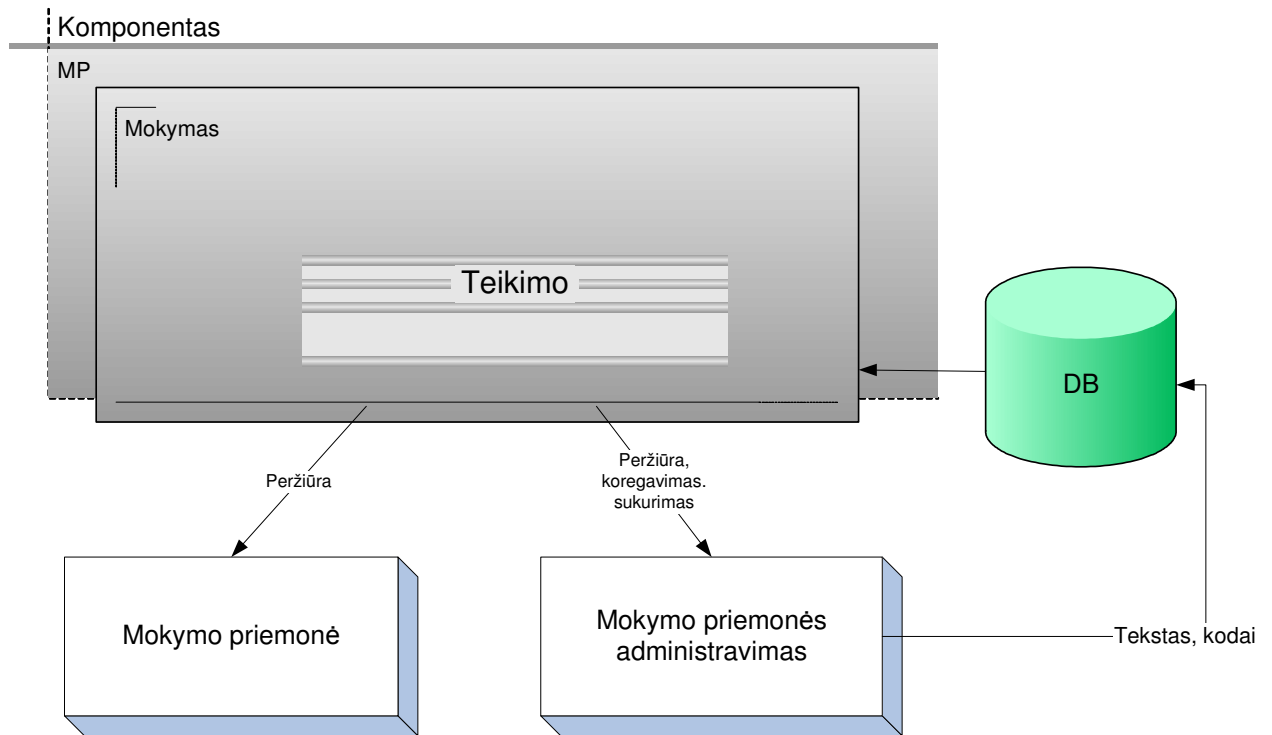 Komponentas
MP
Mokymas
Teikimo
DB
Peržiūra
Peržiūra,
koregavimas.
sukurimas
Mokymo priemonė
Mokymo priemonės
administravimas
Tekstas, kodai